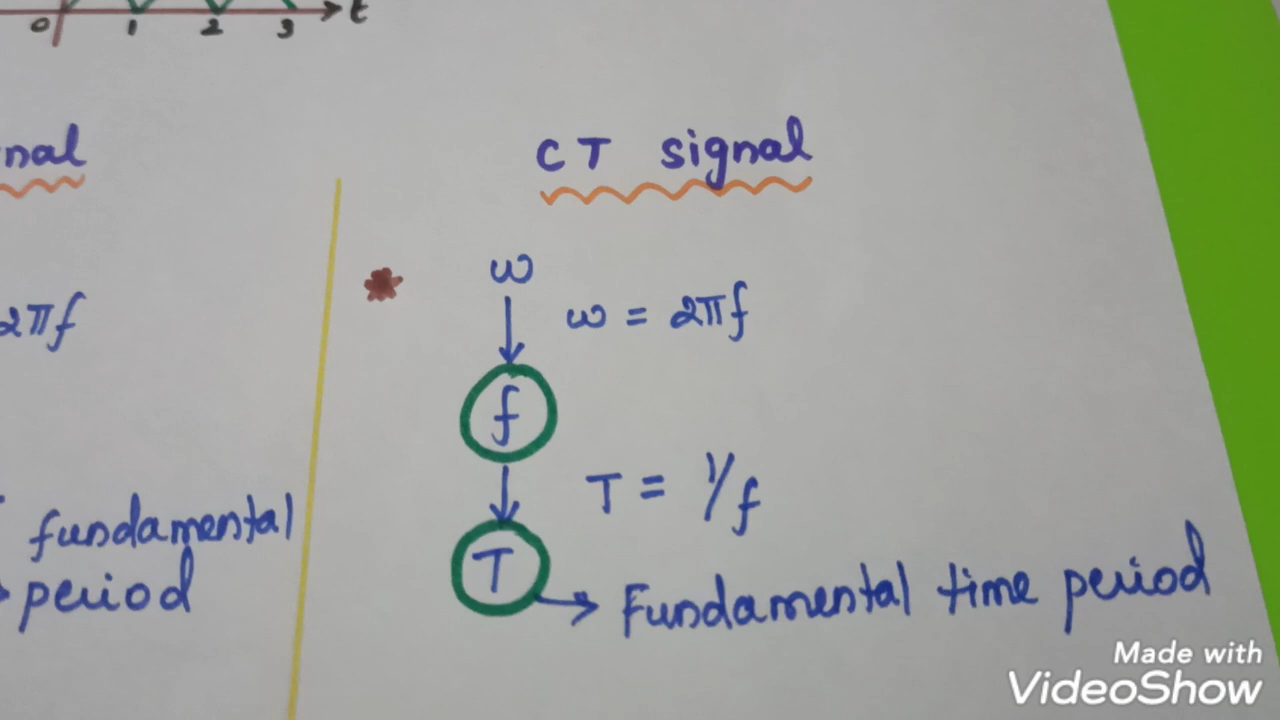 0 1 2 3 t
nal
2πf
fundamental
period
CT signal
ω
ω = 2πf
f
T = 1/f
T
Fundamental time period
Made with
VideoShow